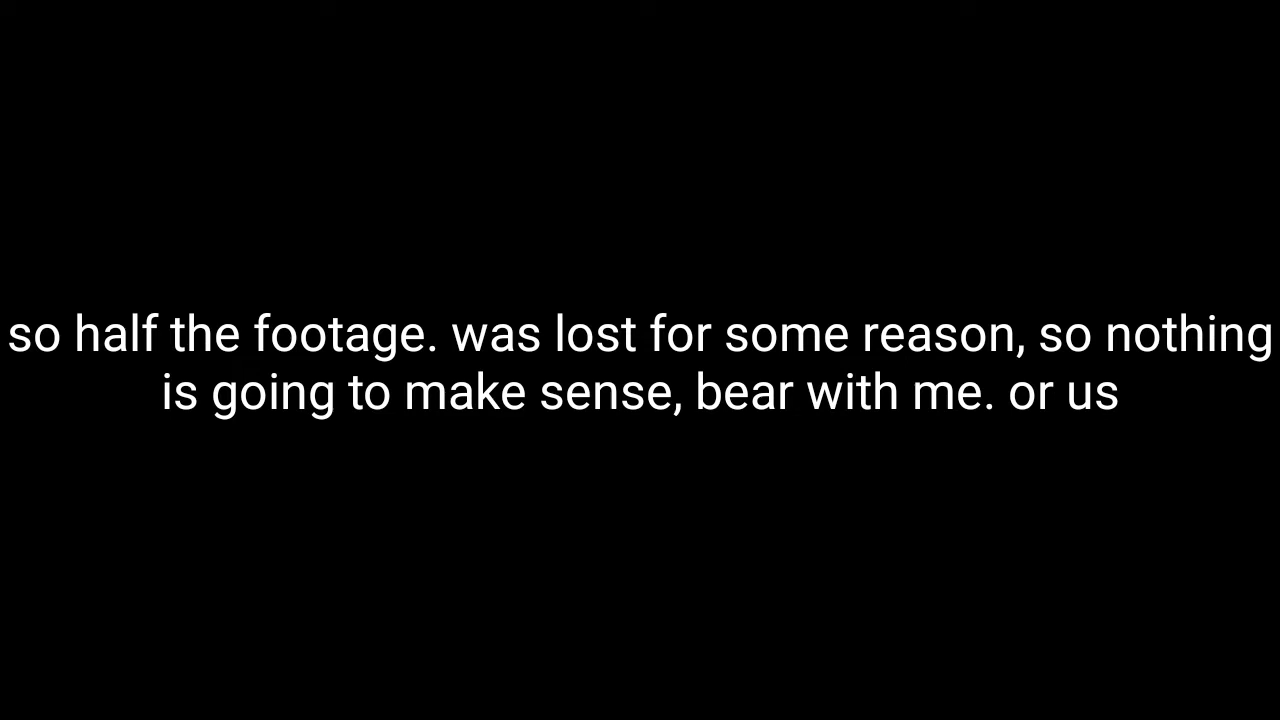 so half the footage. was lost for some reason, so nothing
is going to make sense, bear with me. or us